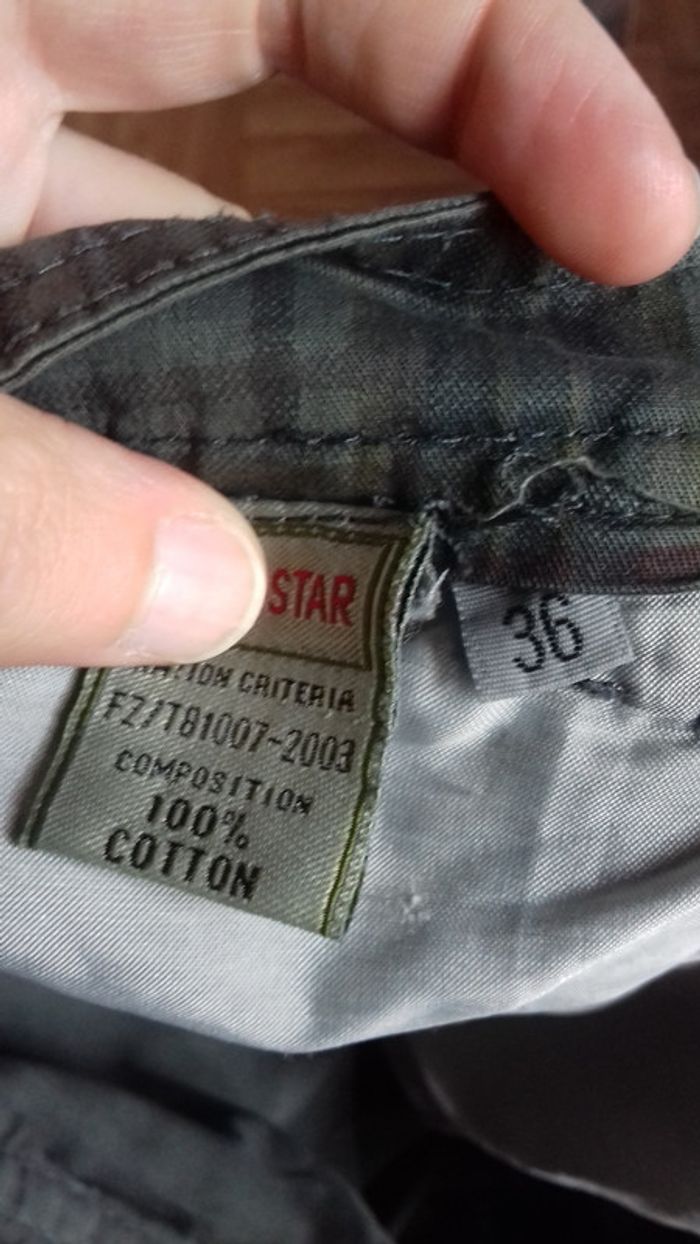 STAR
CRITERIA
FZ/T81007-2003
COMPOSITION
100%
COTTON
36